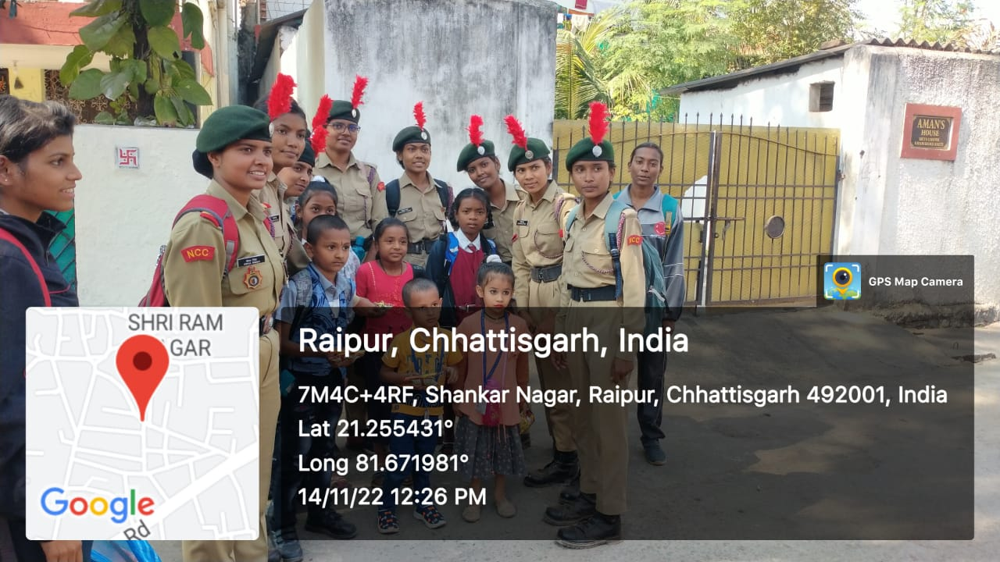 AMAN'S
HOUSE
NCC
NCC
GPS Map Camera
SHRI RAM
AGAR
Google
Rd
Raipur, Chhattisgarh, India
7M4C+4RF, Shankar Nagar, Raipur, Chhattisgarh 492001, India
Lat 21.255431°
Long 81.671981°
14/11/22 12:26 PM